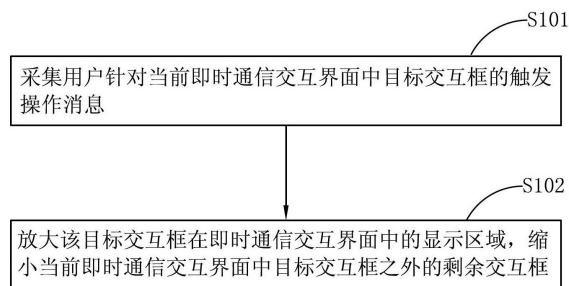 S101
采集用户针对当前即时通信交互界面中目标交互框的触发
操作消息
S102
放大该目标交互框在即时通信交互界面中的显示区域，缩
小当前即时通信交互界面中目标交互框之外的剩余交互框